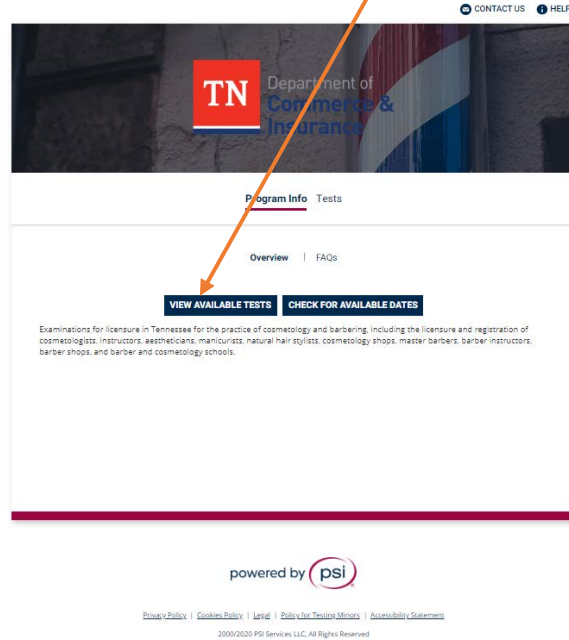 CONTACT US HELP
TN
Department of
Commerce &
Insurance
Program Info Tests
Overview | FAQs
VIEW AVAILABLE TESTS CHECK FOR AVAILABLE DATES
Examinations for licensure in Tennessee for the practice of cosmetology and barbering, including the licensure and registration of
cosmetologists, instructors, aestheticians, manicurists, natural hair stylists, cosmetology shops, master barbers, barber instructors,
barber shops, and barber and cosmetology schools.
powered by psi
Privacy Policy | Cookies Policy | Legal | Policy for Testing Minors | Accessibility Statement
2000/2020 PSI Services LLC, All Rights Reserved